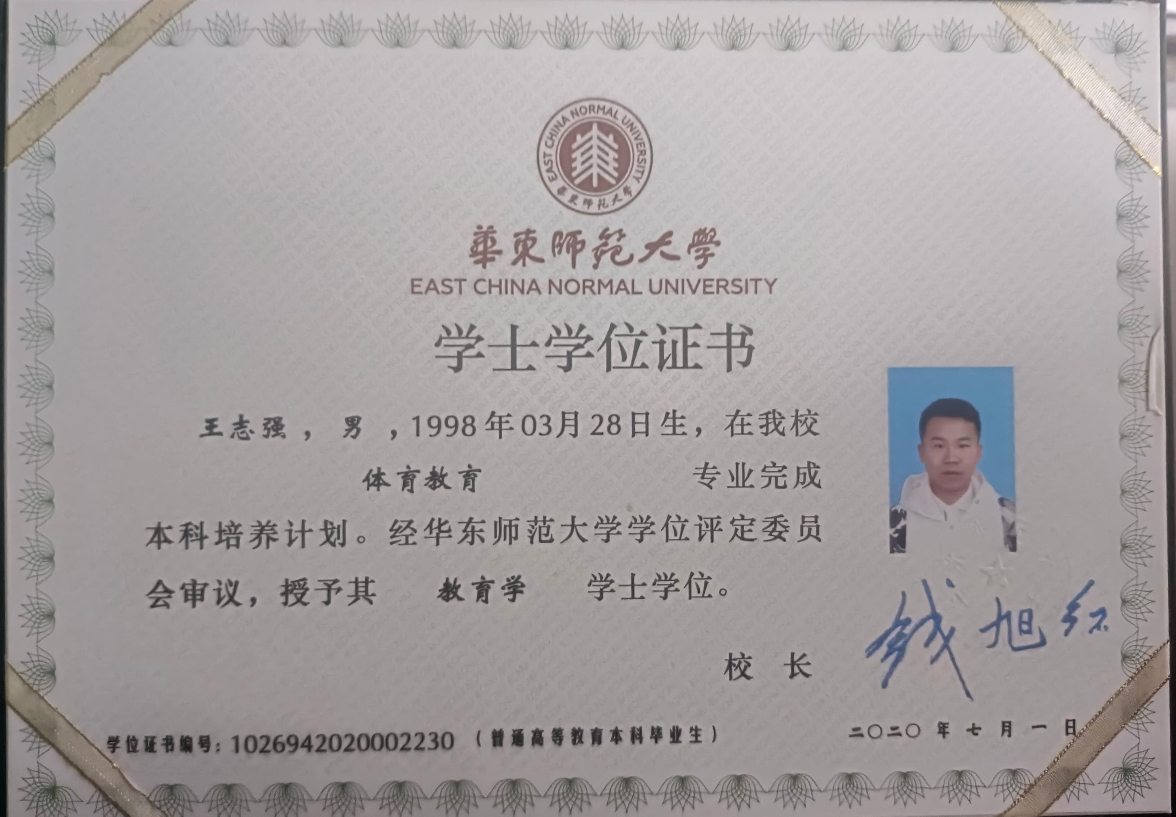 EAST CHINA NORMAL UNIVERSITY
華東師范大學
華東師範大學
EAST CHINA NORMAL UNIVERSITY
学士学位证书
王志强 ， 男 ，1998 年 03月 28日生，在我校
体育教育 专业完成
本科培养计划。经华东师范大学学位评定委员
会审议，授予其 教育学 学士学位。
校 长 钱旭红
学位证书编号：1026942020002230 （普通高等教育本科毕业生）
二〇二〇 年 七 月 一 日